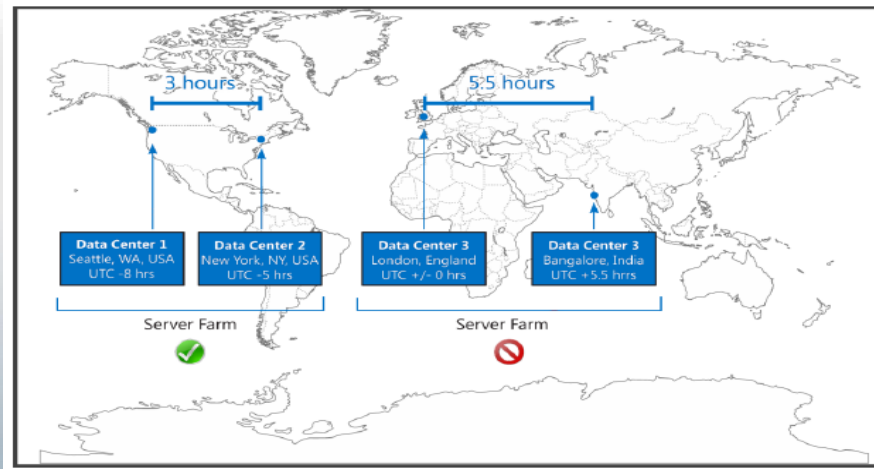 3 hours
5.5 hours
Data Center 1
Seattle, WA, USA
UTC -8 hrs
Data Center 2
New York, NY, USA
UTC -5 hrs
Data Center 3
London, England
UTC +/- 0 hrs
Data Center 3
Bangalore, India
UTC +5.5 hrrs
Server Farm
Server Farm